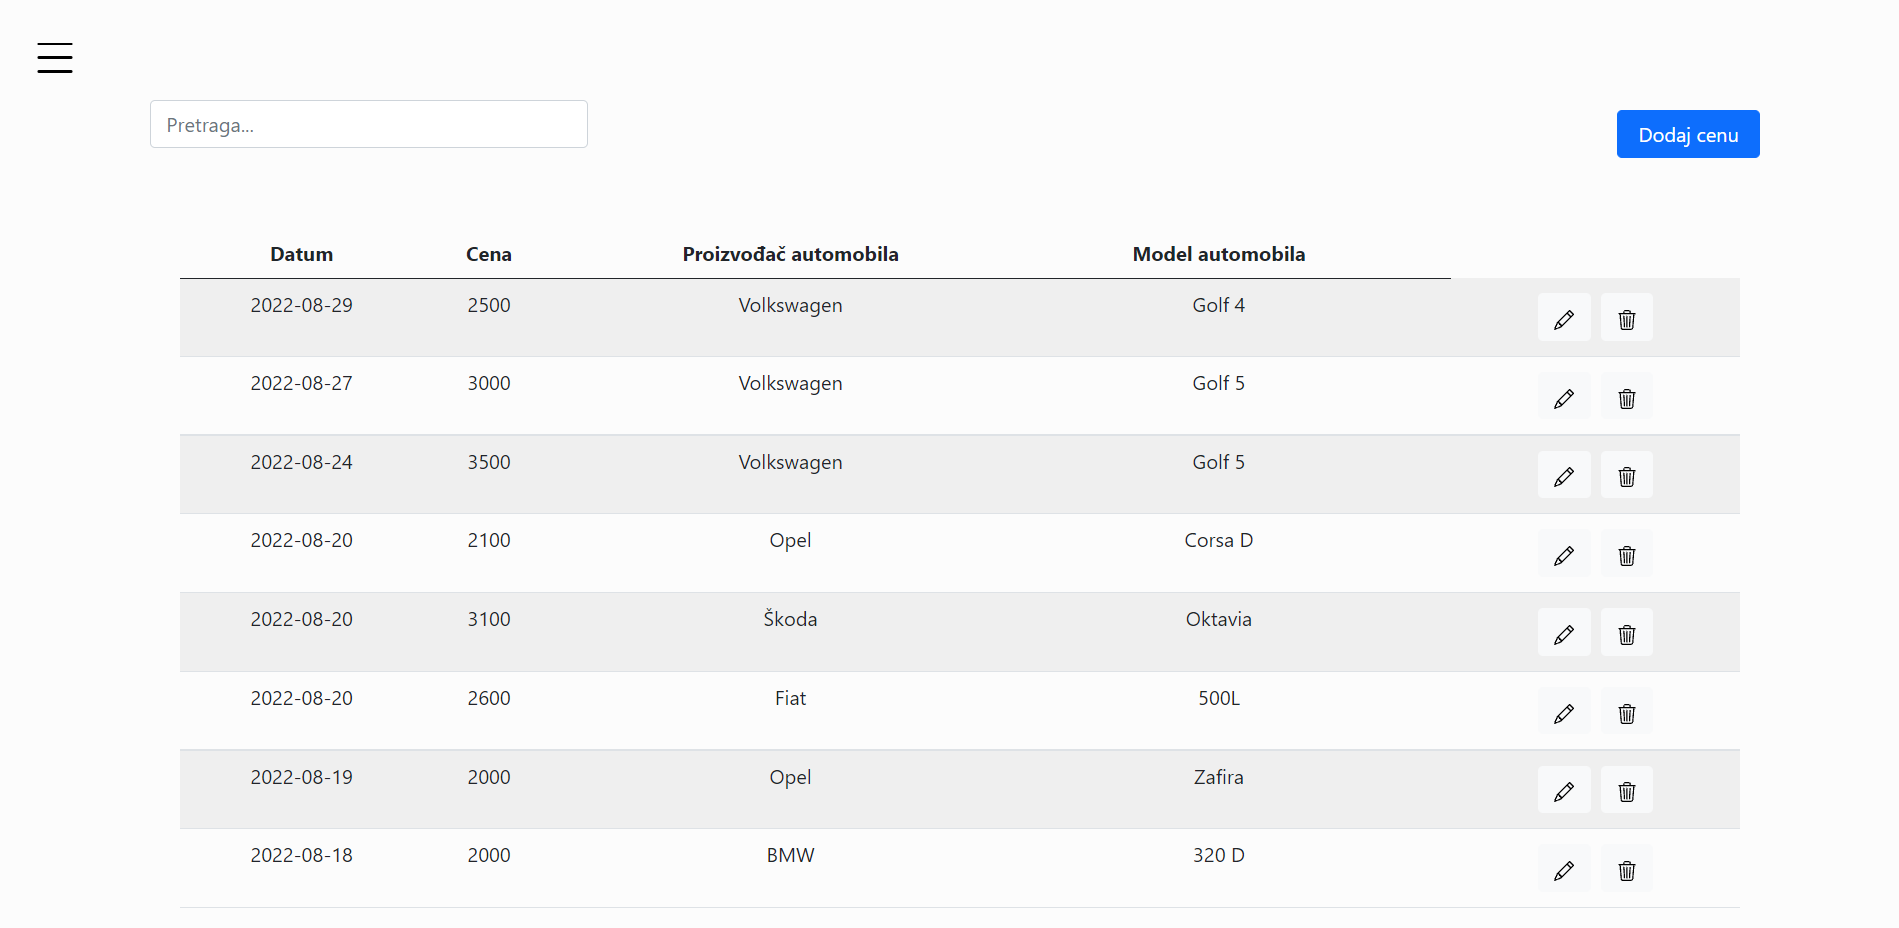 Pretraga...
Dodaj cenu
Datum Cena Proizvođač automobila Model automobila
2022-08-29 2500 Volkswagen Golf 4
2022-08-27 3000 Volkswagen Golf 5
2022-08-24 3500 Volkswagen Golf 5
2022-08-20 2100 Opel Corsa D
2022-08-20 3100 Škoda Oktavia
2022-08-20 2600 Fiat 500L
2022-08-19 2000 Opel Zafira
2022-08-18 2000 BMW 320 D